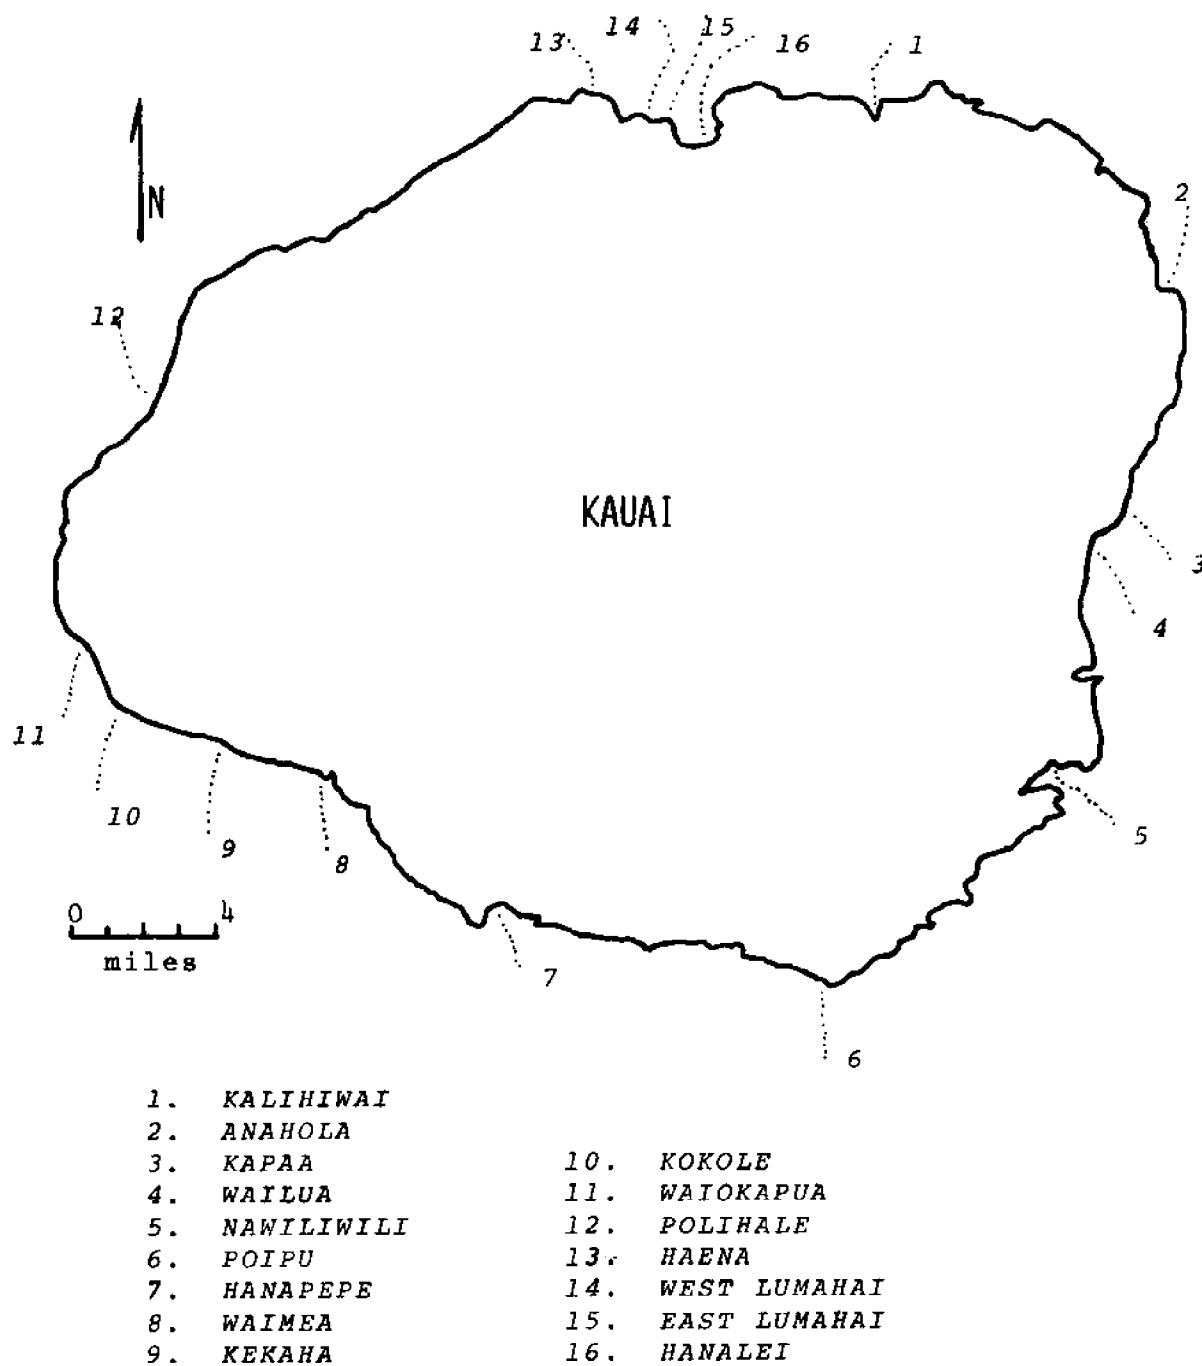 13
14
15
16
1
N
2
12
KAUAI
3
4
11
10
9
8
5
0 4
miles
7
6
1. KALIHIWAI
2. ANAHOLA
3. KAPAA
4. WAILUA
5. NAWILIWILI
6. POIPU
7. HANAPEPE
8. WAIMEA
9. KEKAHA
10. KOKOLE
11. WAIOKAPUA
12. POLIHALE
13. HAENA
14. WEST LUMAHAI
15. EAST LUMAHAI
16. HANALEI